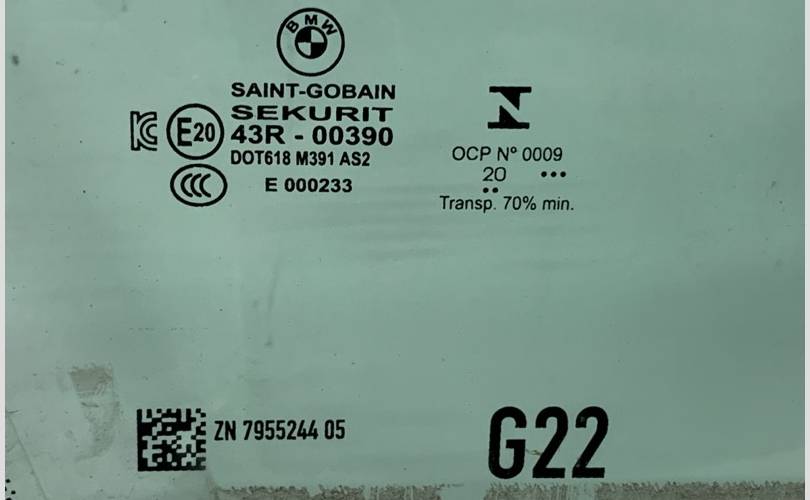 BMW
SAINT-GOBAIN
SEKURIT
E20 43R - 00390
DOT618 M391 AS2
CCC E 000233
N
OCP Nº 0009
20 •••
••
Transp. 70% min.
ZN 7955244 05
G22